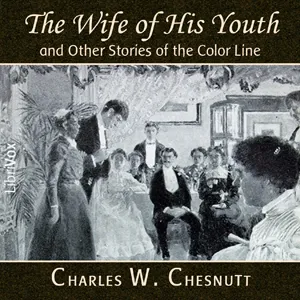 The Wife of His Youth
and Other Stories of the Color Line
LibriVox
CHARLES W. CHESNUTT